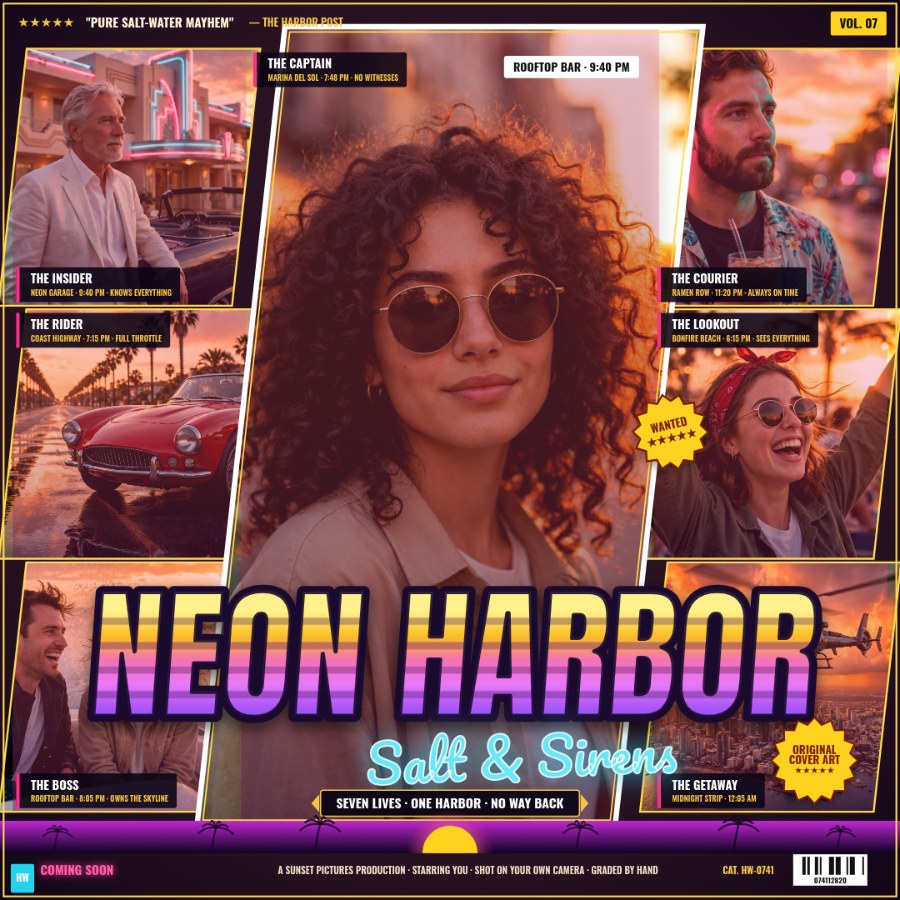 ★★★★★ "PURE SALT-WATER MAYHEM" — THE HARBOR POST
VOL. 07
THE CAPTAIN
MARINA DEL SOL · 7:48 PM · NO WITNESSES
ROOFTOP BAR · 9:40 PM
THE INSIDER
NEON GARAGE · 9:40 PM · KNOWS EVERYTHING
THE COURIER
RAMEN ROW · 11:20 PM · ALWAYS ON TIME
THE RIDER
COAST HIGHWAY · 7:15 PM · FULL THROTTLE
THE LOOKOUT
BONFIRE BEACH · 6:15 PM · SEES EVERYTHING
WANTED
★★★★★
NEON HARBOR
Salt & Sirens
ORIGINAL
COVER ART
★★★★★
THE BOSS
ROOFTOP BAR · 6:05 PM · OWNS THE SKYLINE
THE GETAWAY
MIDNIGHT STRIP · 12:05 AM
SEVEN LIVES · ONE HARBOR · NO WAY BACK
HW
COMING SOON
A SUNSET PICTURES PRODUCTION · STARRING YOU · SHOT ON YOUR OWN CAMERA · GRADED BY HAND
CAT. HW-0741
074112820